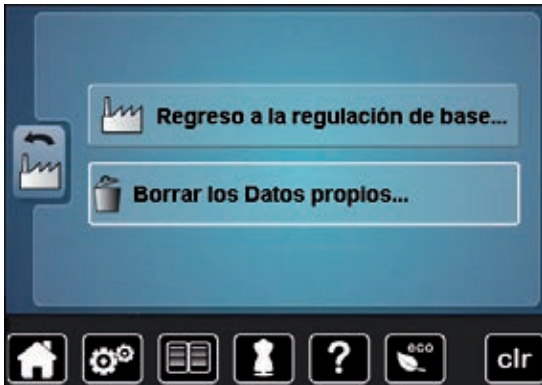 Regreso a la regulación de base...
Borrar los Datos propios...
?
eco
clr